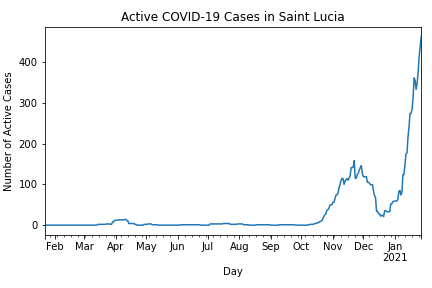 Active COVID-19 Cases in Saint Lucia
Number of Active Cases
400
300
200
100
0
Feb Mar Apr May Jun Jul Aug Sep Oct Nov Dec Jan
2021
Day